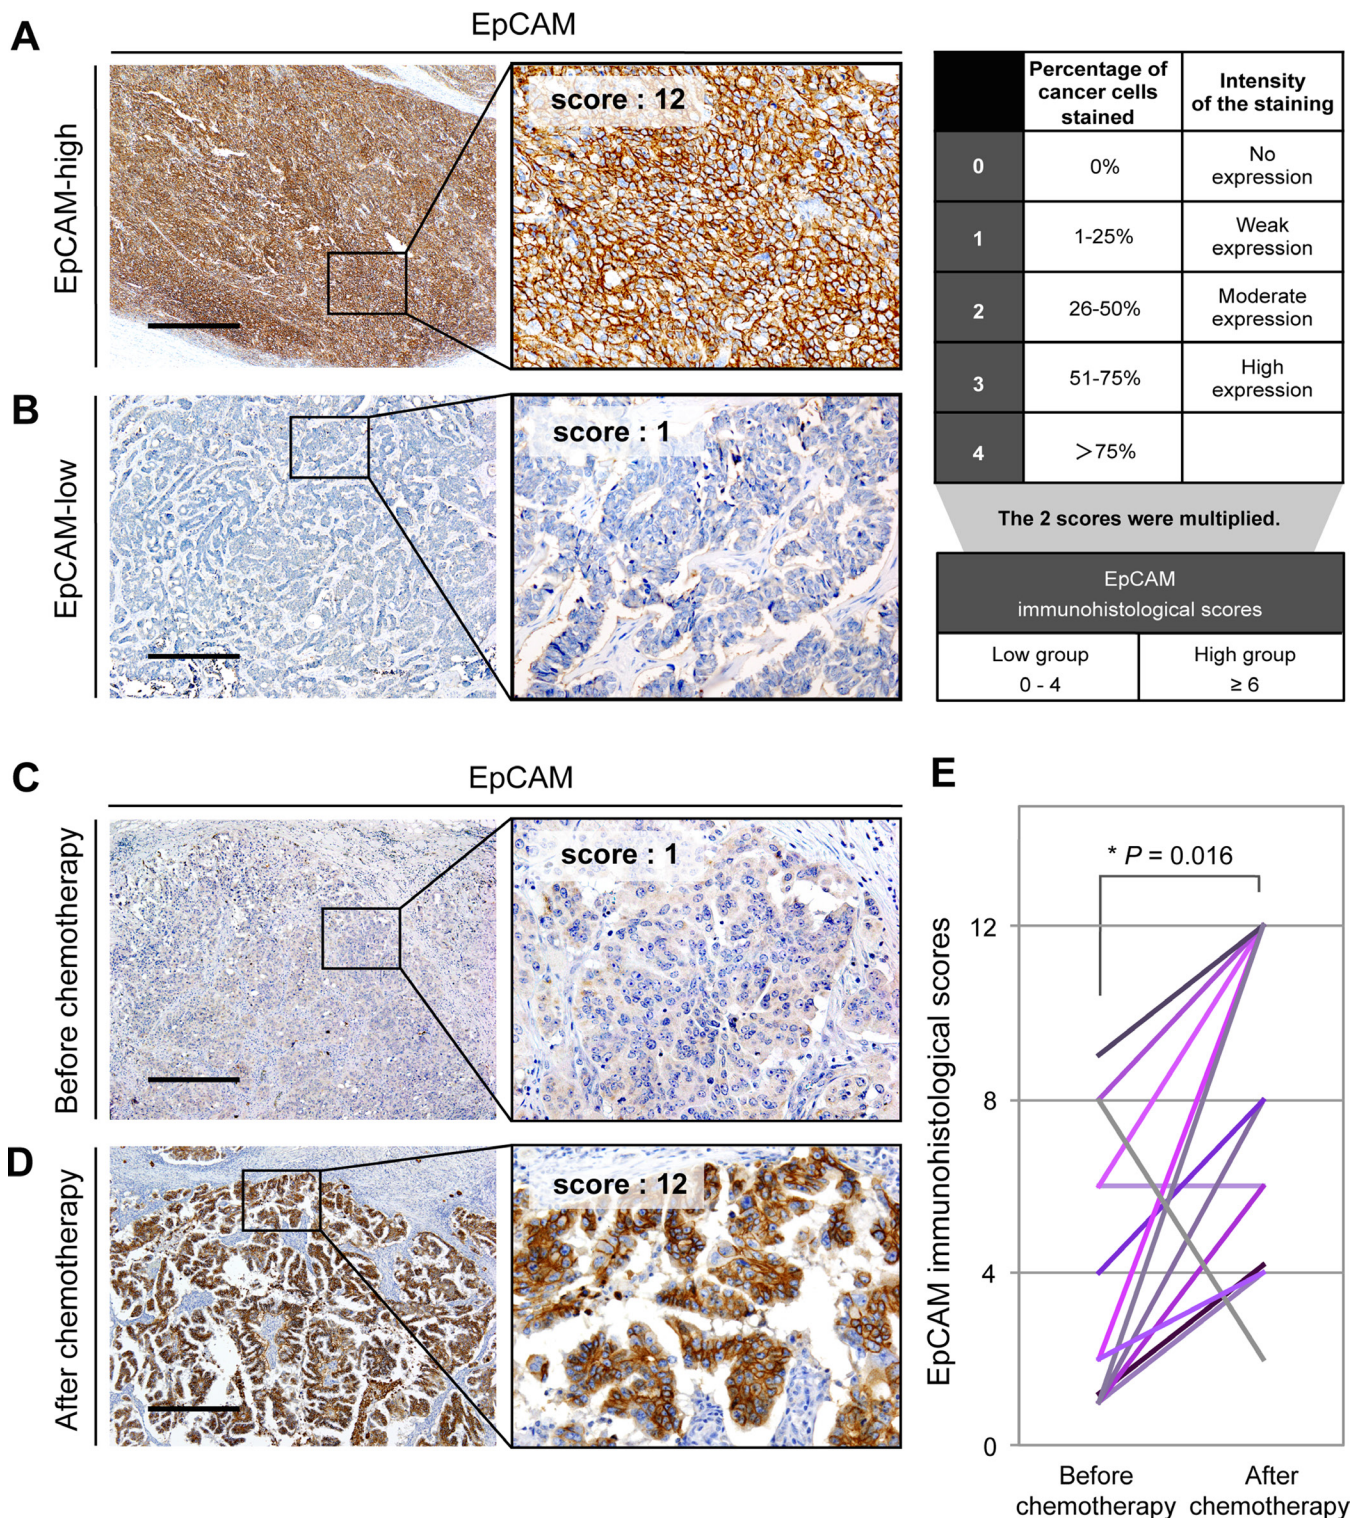 A
EpCAM
EpCAM-high
score : 12
Percentage of
cancer cells
stained
Intensity
of the staining
0
0%
No
expression
1
1-25%
Weak
expression
2
26-50%
Moderate
expression
3
51-75%
High
expression
4
>75%
The 2 scores were multiplied.
EpCAM
immunohistological scores
Low group
0 - 4
High group
≥ 6
B
EpCAM-low
score : 1
C
EpCAM
Before chemotherapy
score : 1
D
After chemotherapy
score : 12
E
* P = 0.016
EpCAM immunohistological scores
12
8
4
0
Before
chemotherapy
After
chemotherapy